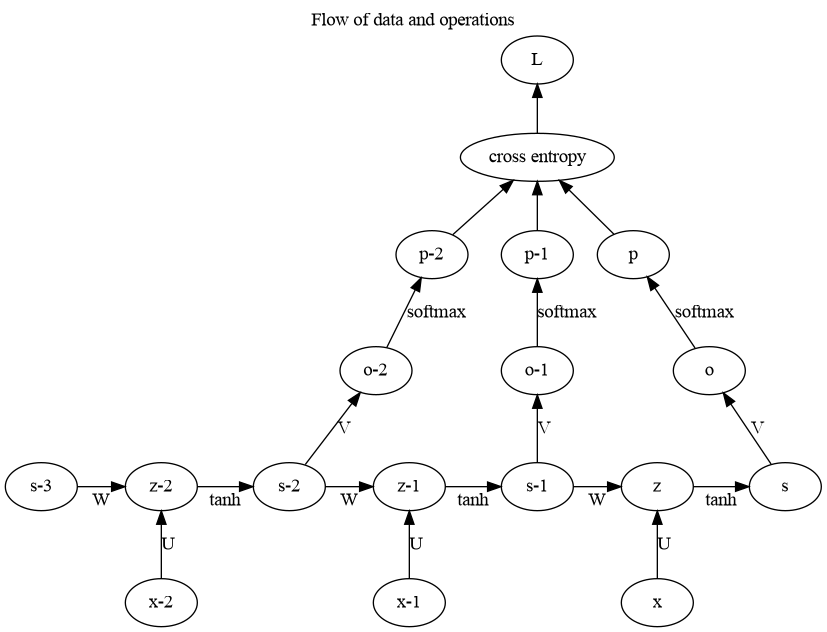 Flow of data and operations
L
cross entropy
p-2 p-1 p
softmax softmax softmax
o-2 o-1 o
V V V
s-3 W z-2 tanh s-2 W z-1 tanh s-1 W z tanh s
U U U
x-2 x-1 x